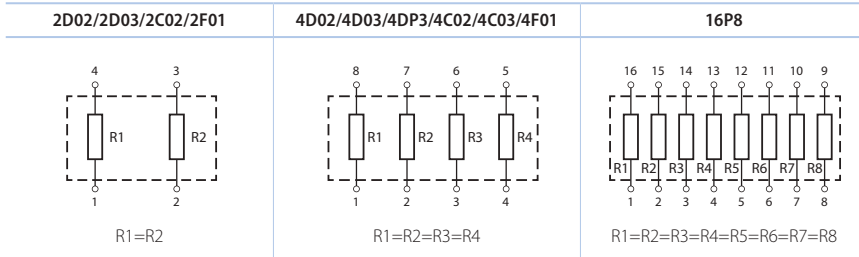 2D02/2D03/2C02/2F01
4D02/4D03/4DP3/4C02/4C03/4F01
16P8
4 3
R1 R2
1 2
R1=R2
8 7 6 5
R1 R2 R3 R4
1 2 3 4
R1=R2=R3=R4
16 15 14 13 12 11 10 9
R1 R2 R3 R4 R5 R6 R7 R8
1 2 3 4 5 6 7 8
R1=R2=R3=R4=R5=R6=R7=R8